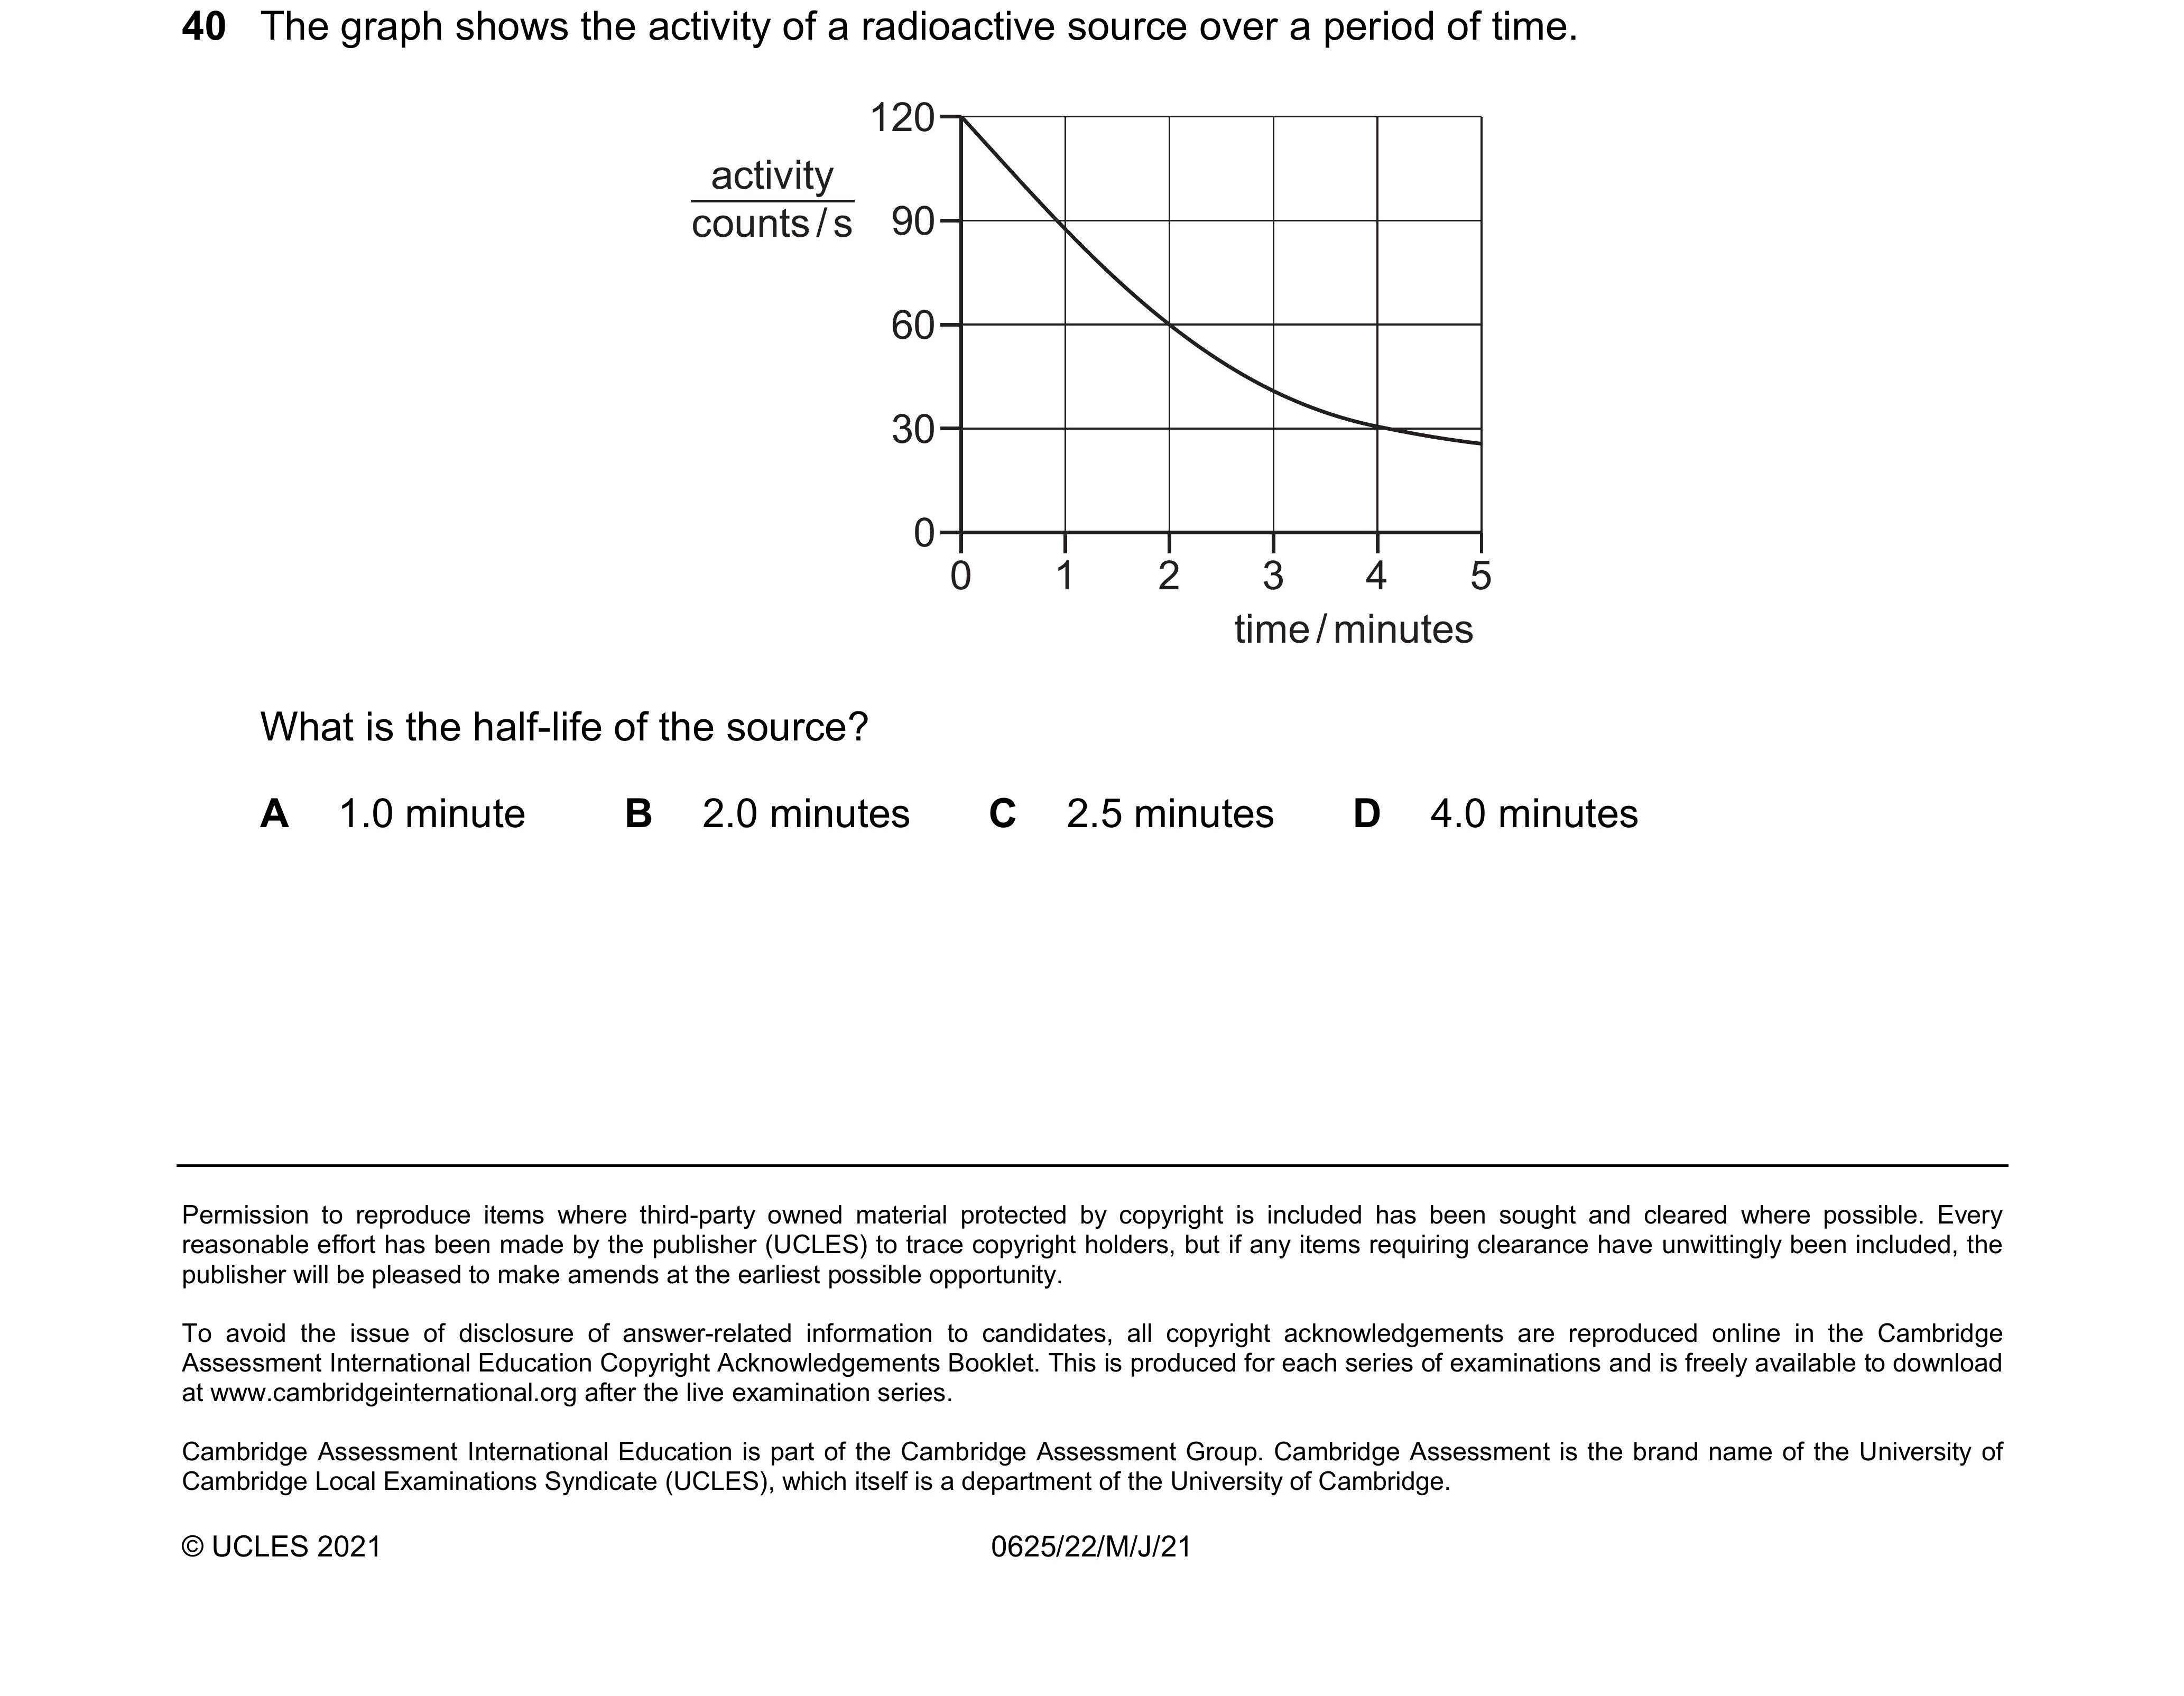 40 The graph shows the activity of a radioactive source over a period of time.
120
activity
counts / s
90
60
30
0
0 1 2 3 4 5
time / minutes
What is the half-life of the source?
A 1.0 minute B 2.0 minutes C 2.5 minutes D 4.0 minutes
Permission to reproduce items where third-party owned material protected by copyright is included has been sought and cleared where possible. Every
reasonable effort has been made by the publisher (UCLES) to trace copyright holders, but if any items requiring clearance have unwittingly been included, the
publisher will be pleased to make amends at the earliest possible opportunity.
To avoid the issue of disclosure of answer-related information to candidates, all copyright acknowledgements are reproduced online in the Cambridge
Assessment International Education Copyright Acknowledgements Booklet. This is produced for each series of examinations and is freely available to download
at www.cambridgeinternational.org after the live examination series.
Cambridge Assessment International Education is part of the Cambridge Assessment Group. Cambridge Assessment is the brand name of the University of
Cambridge Local Examinations Syndicate (UCLES), which itself is a department of the University of Cambridge.
© UCLES 2021 0625/22/M/J/21